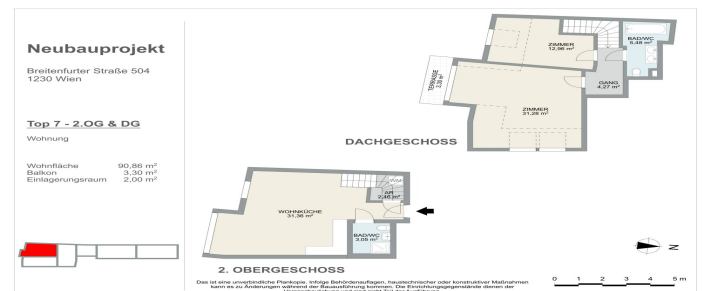 Neubauprojekt
Breitenfurter Straße 504
1230 Wien
Top 7 - 2.OG & DG
Wohnung
Wohnfläche 90,86 m²
Balkon 3,30 m²
Einlagerungsraum 2,00 m²
ZIMMER
12,96 m²
BAD/WC
5,48 m²
GANG
4,27 m²
TERRASSE
ZIMMER
31,28 m²
DACHGESCHOSS
WM
AR
2,46 m²
WOHNKÜCHE
31,36 m²
BAD/WC
3,05 m²
2. OBERGESCHOSS
N
0 1 2 3 4 5 m
Das ist eine unverbindliche Plankopie. Infolge Behördenauflagen, haustechnischer oder konstruktiver Maßnahmen
kann es zu Änderungen während der Bauausführung kommen. Die Einrichtungsgegenstände dienen der